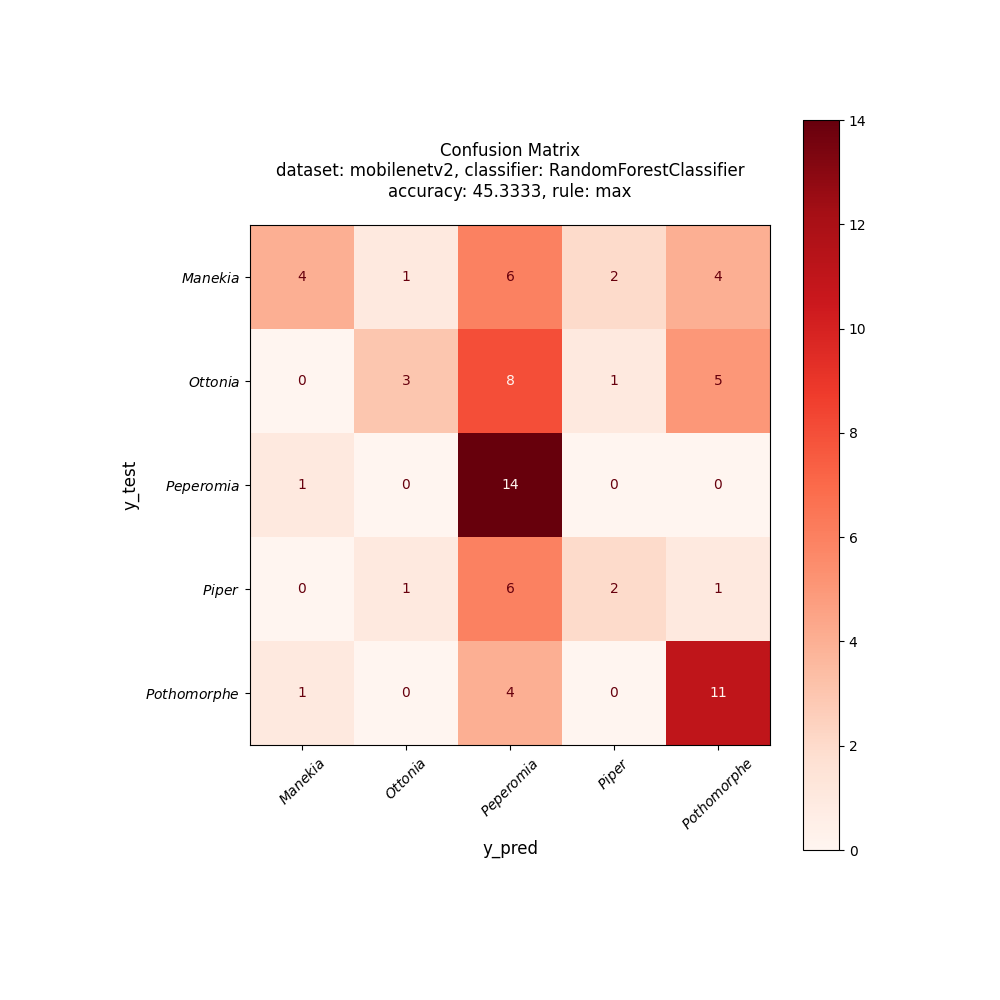 Confusion Matrix
dataset: mobilenetv2, classifier: RandomForestClassifier
accuracy: 45.3333, rule: max
y_test
Manekia 4 1 6 2 4
Ottonia 0 3 8 1 5
Peperomia 1 0 14 0 0
Piper 0 1 6 2 1
Pothomorphe 1 0 4 0 11
Manekia Ottonia Peperomia Piper Pothomorphe
y_pred
14
12
10
8
6
4
2
0